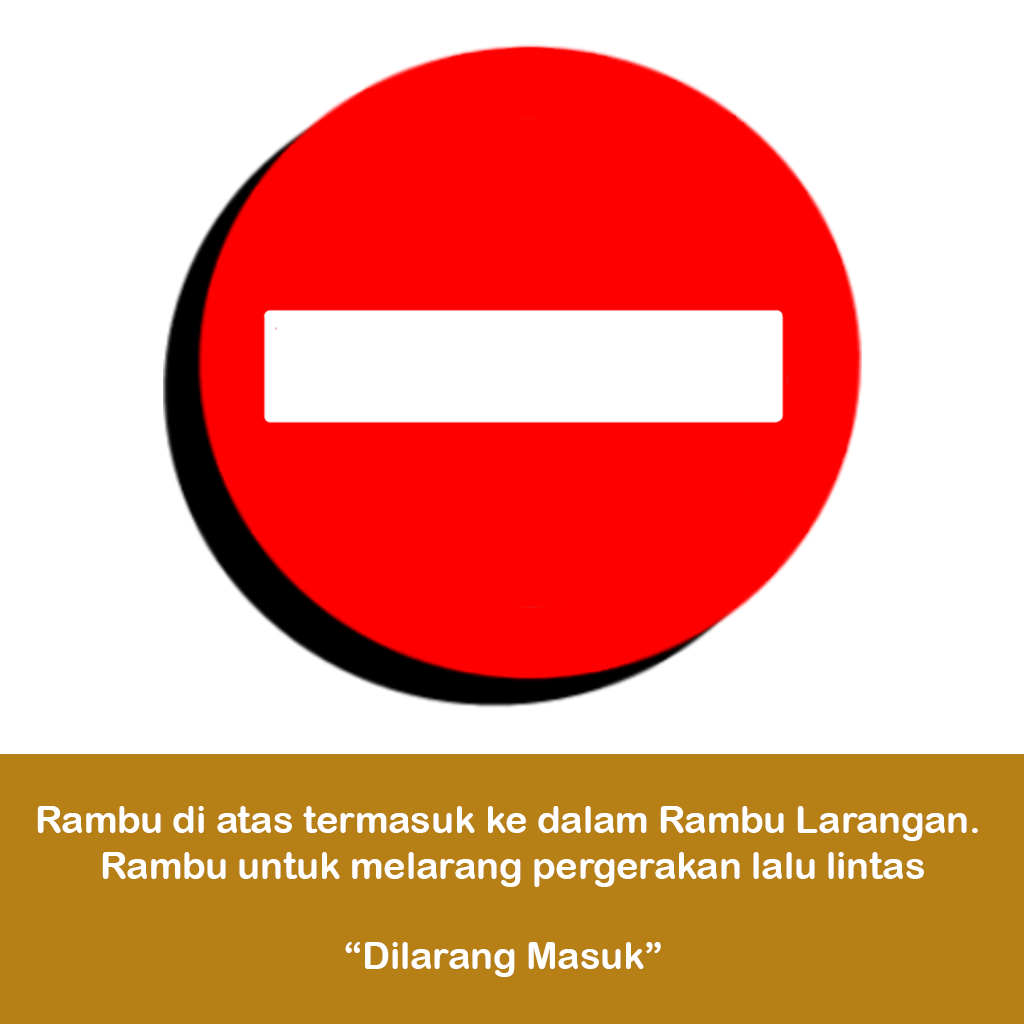 Rambu di atas termasuk ke dalam Rambu Larangan.
Rambu untuk melarang pergerakan lalu lintas
“Dilarang Masuk”